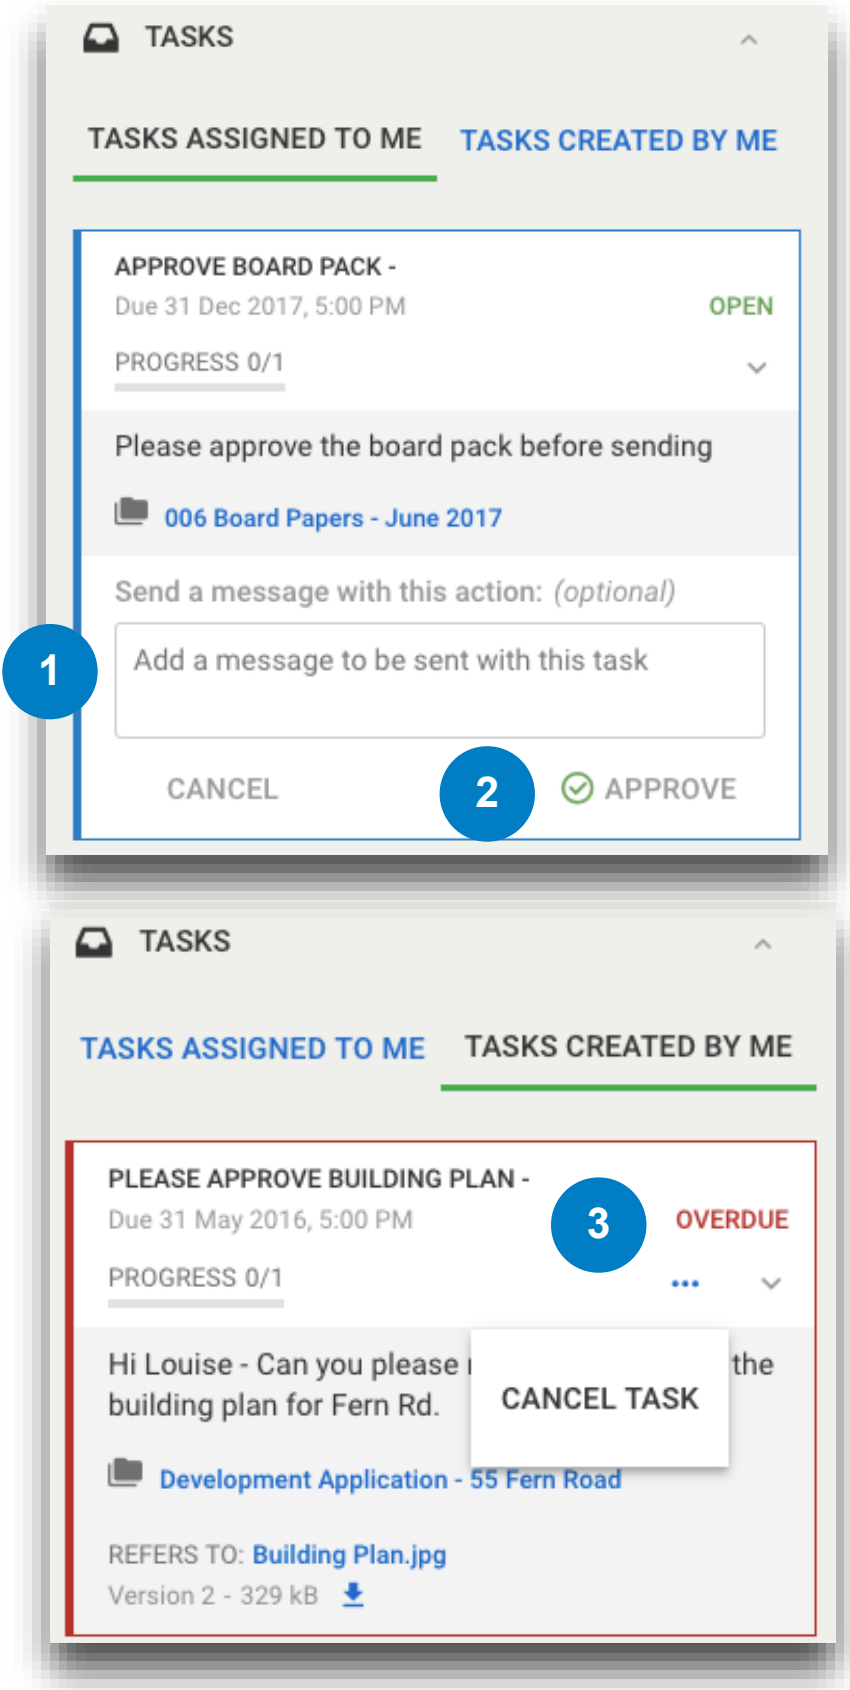 TASKS
TASKS ASSIGNED TO ME TASKS CREATED BY ME
APPROVE BOARD PACK -
Due 31 Dec 2017, 5:00 PM OPEN
PROGRESS 0/1
Please approve the board pack before sending
006 Board Papers - June 2017
Send a message with this action: (optional)
1 Add a message to be sent with this task
CANCEL 2 APPROVE
TASKS
TASKS ASSIGNED TO ME TASKS CREATED BY ME
PLEASE APPROVE BUILDING PLAN -
Due 31 May 2016, 5:00 PM 3 OVERDUE
PROGRESS 0/1 ...
Hi Louise - Can you please the
building plan for Fern Rd. CANCEL TASK
Development Application - 55 Fern Road
REFERS TO: Building Plan.jpg
Version 2 - 329 kB